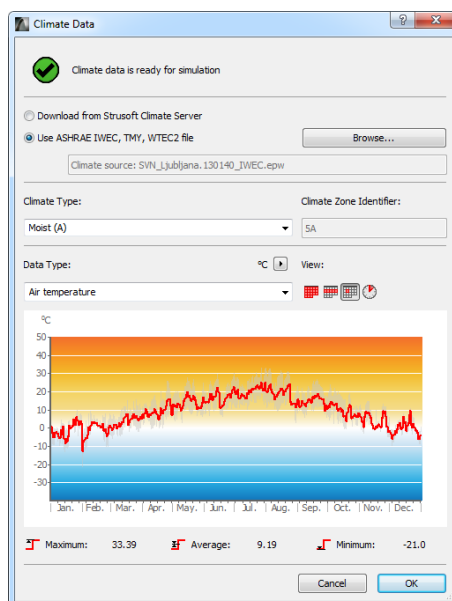 Climate Data
Climate data is ready for simulation
Download from Strusoft Climate Server
Use ASHRAE IWEC, TMY, WTEC2 file
Browse...
Climate source: SVN_Ljubljana.130140_IWEC.epw
Climate Type:
Climate Zone Identifier:
Moist (A)
5A
Data Type:
°C
View:
Air temperature
°C
50
40
30
20
10
0
-10
-20
-30
Jan. Feb. Mar. Apr. May. Jun. Jul. Aug. Sep. Oct. Nov. Dec.
Maximum: 33.39 Average: 9.19 Minimum: -21.0
Cancel
OK